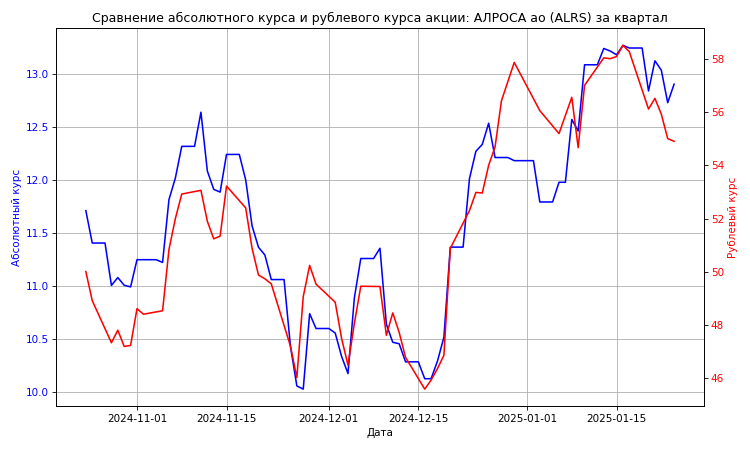 Сравнение абсолютного курса и рублевого курса акции: АЛРОСА ао (ALRS) за квартал
13.0
12.5
12.0
11.5
11.0
10.5
10.0
Абсолютный курс
58
56
54
52
50
48
46
Рублевый курс
2024-11-01 2024-11-15 2024-12-01 2024-12-15 2025-01-01 2025-01-15
Дата